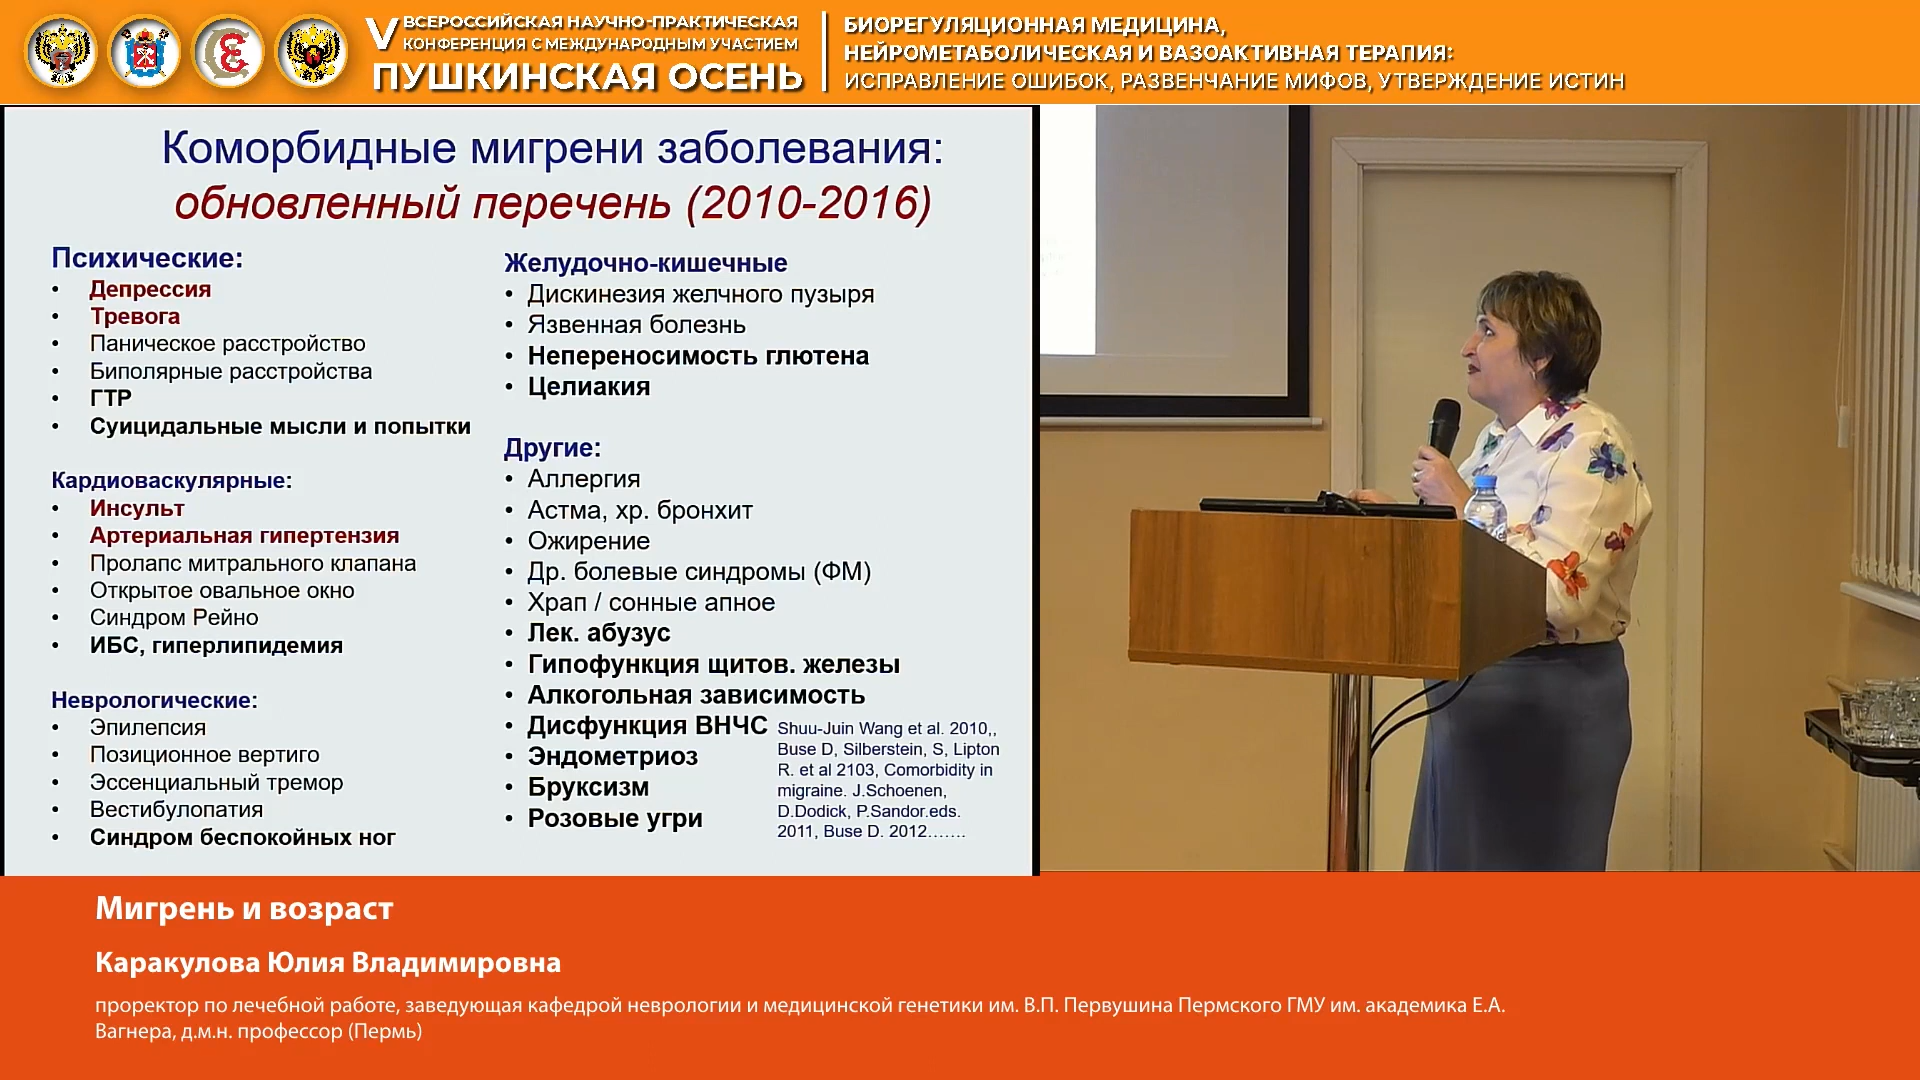 V ВСЕРОССИЙСКАЯ НАУЧНО-ПРАКТИЧЕСКАЯ
КОНФЕРЕНЦИЯ С МЕЖДУНАРОДНЫМ УЧАСТИЕМ
ПУШКИНСКАЯ ОСЕНЬ
БИОРЕГУЛЯЦИОННАЯ МЕДИЦИНА,
НЕЙРОМЕТАБОЛИЧЕСКАЯ И ВАЗОАКТИВНАЯ ТЕРАПИЯ:
ИСПРАВЛЕНИЕ ОШИБОК, РАЗВЕНЧАНИЕ МИФОВ, УТВЕРЖДЕНИЕ ИСТИН
Коморбидные мигрени заболевания:
обновленный перечень (2010-2016)
Психические:
• Депрессия
• Тревога
• Паническое расстройство
• Биполярные расстройства
• ГТР
• Суицидальные мысли и попытки
Кардиоваскулярные:
• Инсульт
• Артериальная гипертензия
• Пролапс митрального клапана
• Открытое овальное окно
• Синдром Рейно
• ИБС, гиперлипидемия
Неврологические:
• Эпилепсия
• Позиционное вертиго
• Эссенциальный тремор
• Вестибулопатия
• Синдром беспокойных ног
Желудочно-кишечные
• Дискинезия желчного пузыря
• Язвенная болезнь
• Непереносимость глютена
• Целиакия
Другие:
• Аллергия
• Астма, хр. бронхит
• Ожирение
• Др. болевые синдромы (ФМ)
• Храп / сонные апное
• Лек. абузус
• Гипофункция щитов. железы
• Алкогольная зависимость
• Дисфункция ВНЧС
• Эндометриоз
• Бруксизм
• Розовые угри
Shuu-Juin Wang et al. 2010,,
Buse D, Silberstein, S, Lipton
R. et al 2103, Comorbidity in
migraine. J.Schoenen,
D.Dodick, P.Sandor.eds.
2011, Buse D. 2012…….
Мигрень и возраст
Каракулова Юлия Владимировна
проректор по лечебной работе, заведующая кафедрой неврологии и медицинской генетики им. В.П. Первушина Пермского ГМУ им. академика Е.А.
Вагнера, д.м.н. профессор (Пермь)